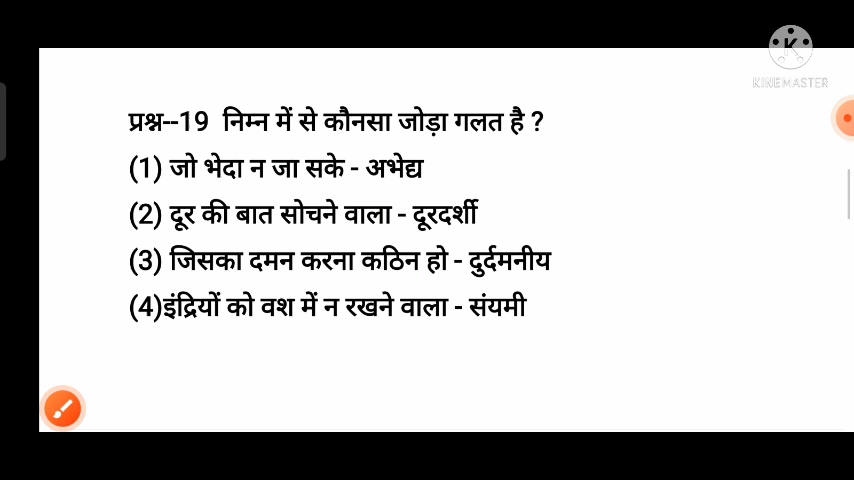 KINEMASTER
प्रश्न--19 निम्न में से कौनसा जोड़ा गलत है ?
(1) जो भेदा न जा सके - अभेद्य
(2) दूर की बात सोचने वाला - दूरदर्शी
(3) जिसका दमन करना कठिन हो - दुर्दमनीय
(4)इंद्रियों को वश में न रखने वाला - संयमी